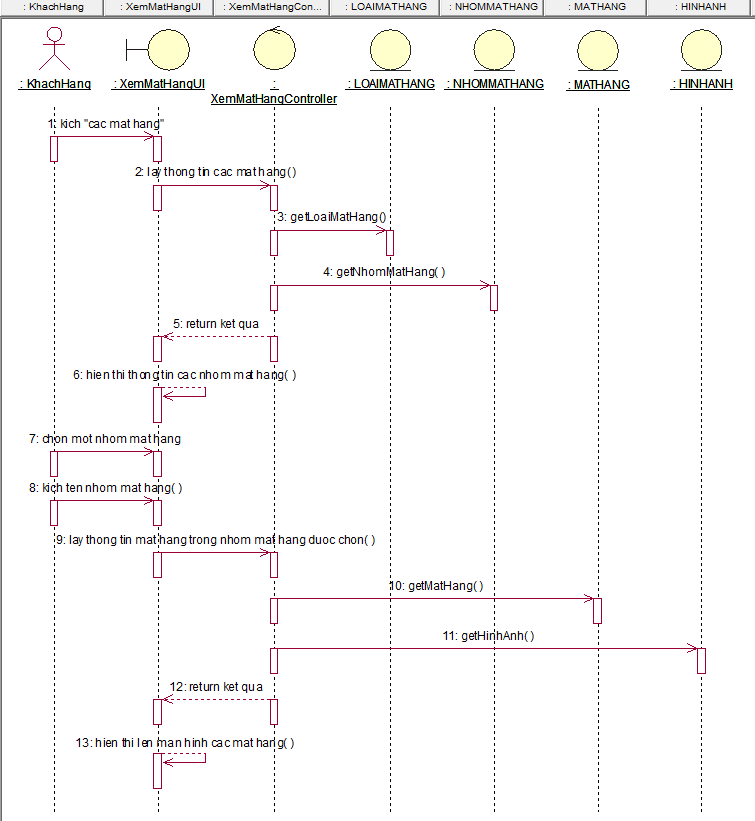 : KhachHang
: XemMatHangUI
: XemMatHangCon...
: LOAIMATHANG
: NHOMMATHANG
: MATHANG
: HINHANH
: KhachHang
: XemMatHangUI
:
XemMatHangController
: LOAIMATHANG
: NHOMMATHANG
: MATHANG
: HINHANH
1: kich "cac mat hang"
2: lay thong tin cac mat hang( )
3: getLoaiMatHang()
4: getNhomMatHang( )
5: return ket qua
6: hien thi thong tin cac nhom mat hang( )
7: chon mot nhom mat hang
8: kich ten nhom mat hang( )
9: lay thong tin mat hang trong nhom mat hang duoc chon( )
10: getMatHang( )
11: getHinhAnh( )
12: return ket qua
13: hien thi len man hinh cac mat hang( )